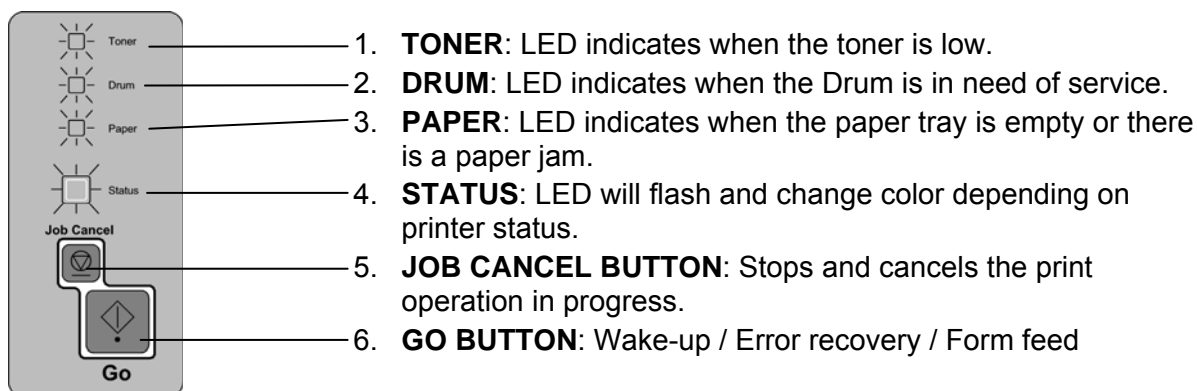 Toner
Drum
Paper
Status
Job Cancel
Go
1. TONER: LED indicates when the toner is low.
2. DRUM: LED indicates when the Drum is in need of service.
3. PAPER: LED indicates when the paper tray is empty or there
is a paper jam.
4. STATUS: LED will flash and change color depending on
printer status.
5. JOB CANCEL BUTTON: Stops and cancels the print
operation in progress.
6. GO BUTTON: Wake-up / Error recovery / Form feed